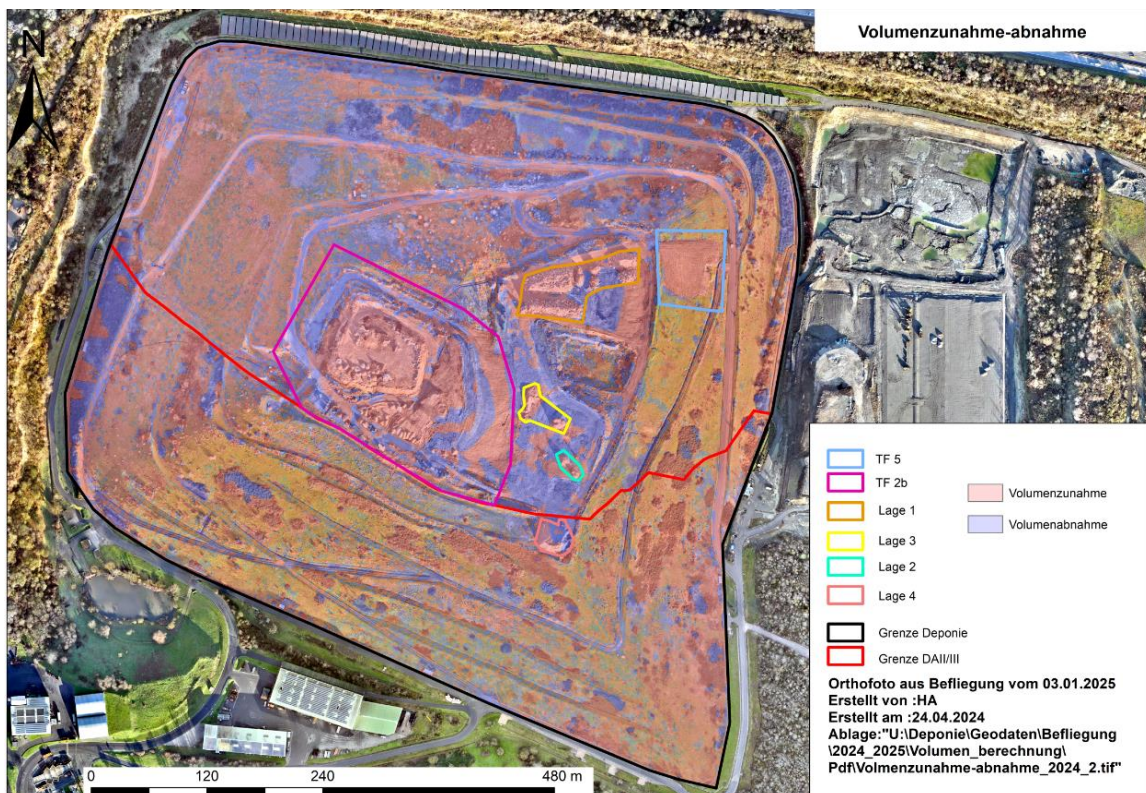 Volumenzunahme-abnahme
N
TF 5
TF 2b
Lage 1
Lage 3
Lage 2
Lage 4
Volumenzunahme
Volumenabnahme
Grenze Deponie
Grenze DAII/III
Orthofoto aus Befliegung vom 03.01.2025
Erstellt von :HA
Erstellt am :24.04.2024
Ablage:"U:\Deponie\Geodaten\Befliegung
\2024_2025\Volumen_berechnung\
Pdf\Volmenzunahme-abnahme_2024_2.tif"
0 120 240 480 m